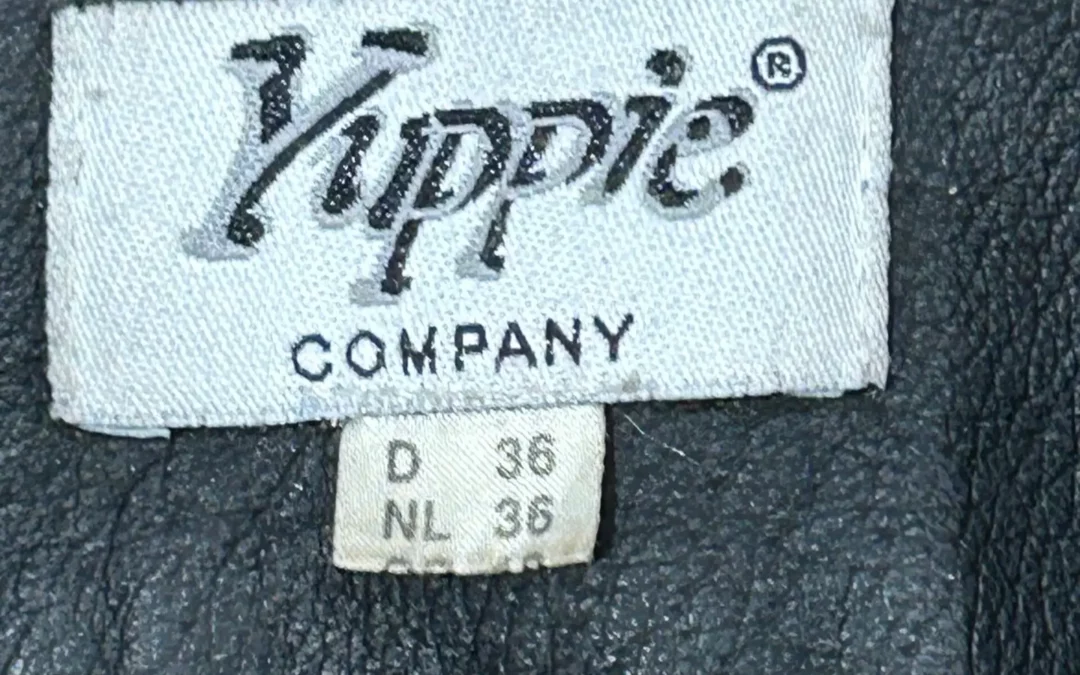 Yuppie®
COMPANY
D 36
NL 36